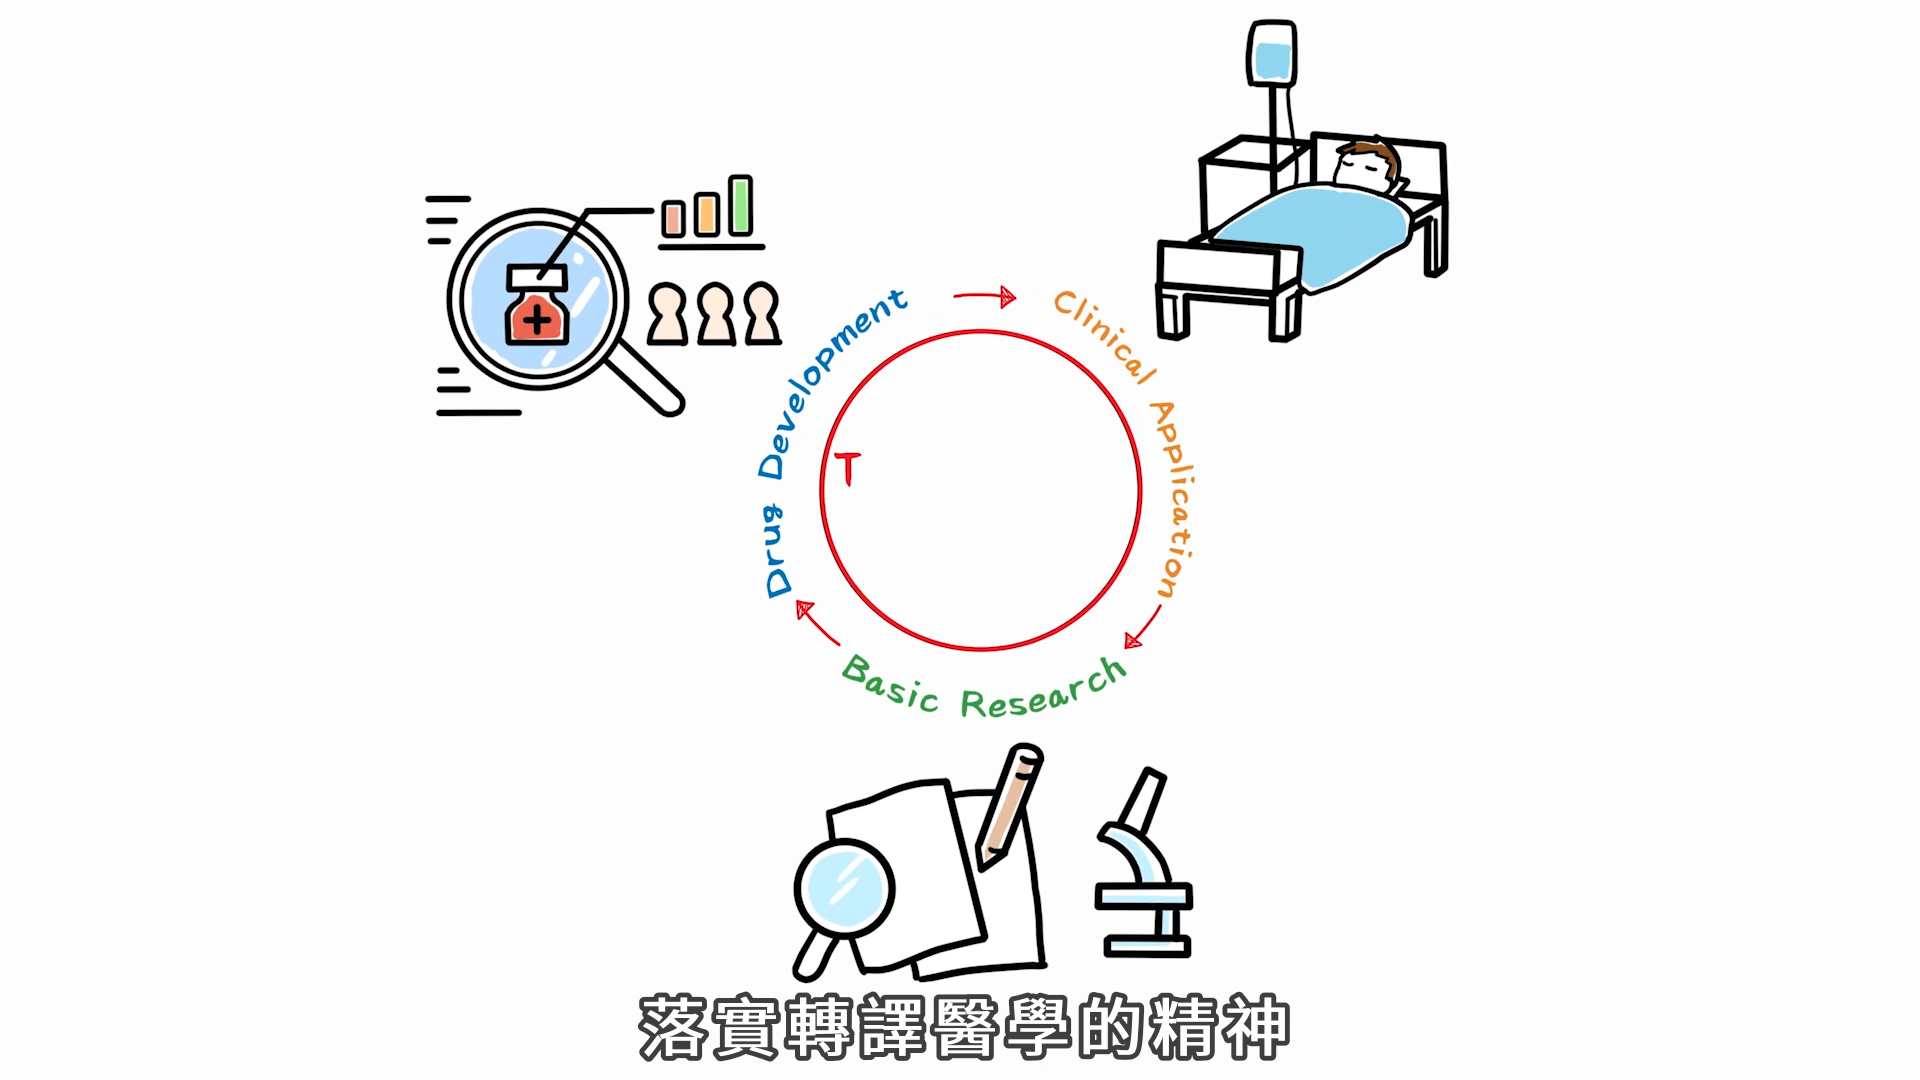 Drug Development
Clinical Application
T
Basic Research
落實轉譯醫學的精神